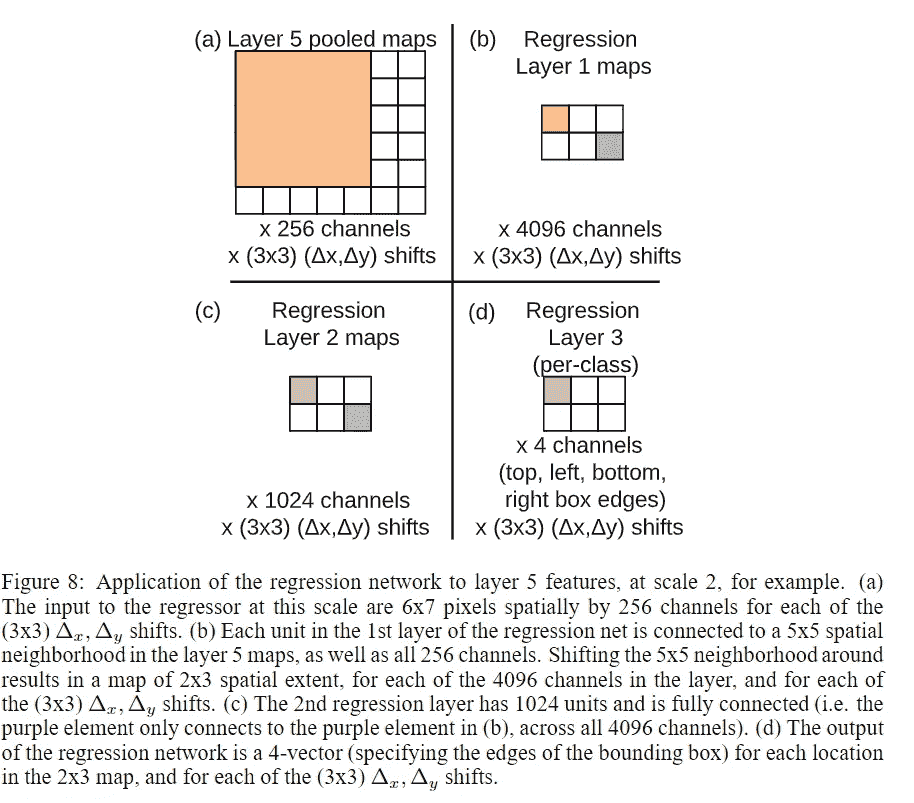 (a) Layer 5 pooled maps
x 256 channels
x (3x3) (Δx,Δy) shifts
(b) Regression
Layer 1 maps
x 4096 channels
x (3x3) (Δx,Δy) shifts
(c) Regression
Layer 2 maps
x 1024 channels
x (3x3) (Δx,Δy) shifts
(d) Regression
Layer 3
(per-class)
x 4 channels
(top, left, bottom,
right box edges)
x (3x3) (Δx,Δy) shifts
Figure 8: Application of the regression network to layer 5 features, at scale 2, for example. (a)
The input to the regressor at this scale are 6x7 pixels spatially by 256 channels for each of the
(3x3) Δx, Δy shifts. (b) Each unit in the 1st layer of the regression net is connected to a 5x5 spatial
neighborhood in the layer 5 maps, as well as all 256 channels. Shifting the 5x5 neighborhood around
results in a map of 2x3 spatial extent, for each of the 4096 channels in the layer, and for each of
the (3x3) Δx, Δy shifts. (c) The 2nd regression layer has 1024 units and is fully connected (i.e. the
purple element only connects to the purple element in (b), across all 4096 channels). (d) The output
of the regression network is a 4-vector (specifying the edges of the bounding box) for each location
in the 2x3 map, and for each of the (3x3) Δx, Δy shifts.